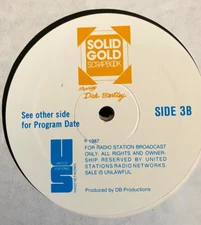 SOLID
GOLD
SCRAPBOOK
Dick Bartley
See other side
for Program Date
SIDE 3B
℗ 1987
FOR RADIO STATION BROADCAST
ONLY. ALL RIGHTS AND OWNER-
SHIP RESERVED BY UNITED
STATIONS RADIO NETWORKS.
SALE IS UNLAWFUL.
Produced by DB Productions